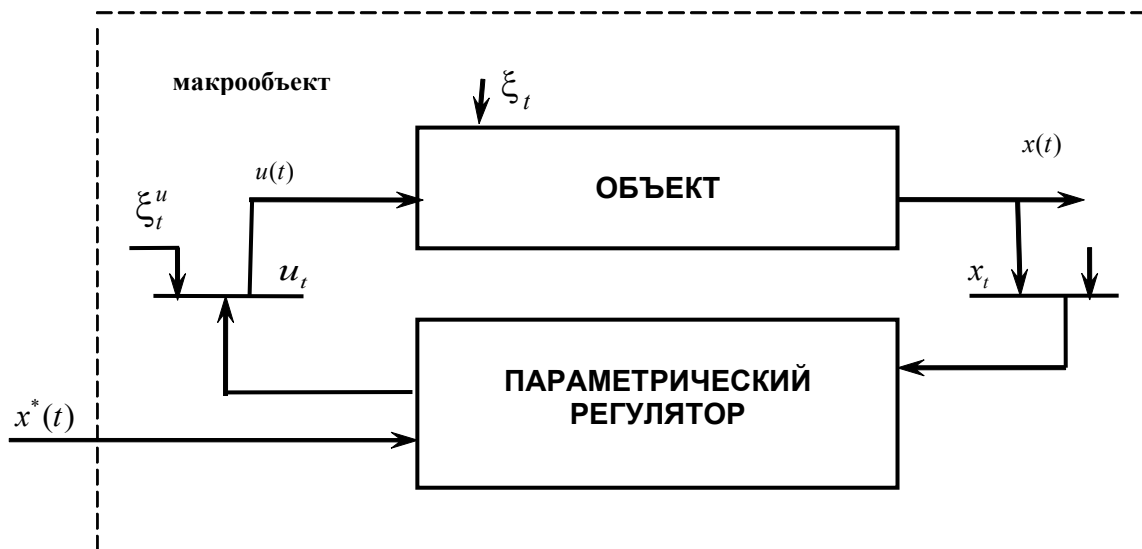 макрообъект
ξ_t
x(t)
u(t)
ОБЪЕКТ
ξ_t^u
u_t
x_t
ПАРАМЕТРИЧЕСКИЙ
РЕГУЛЯТОР
x*(t)